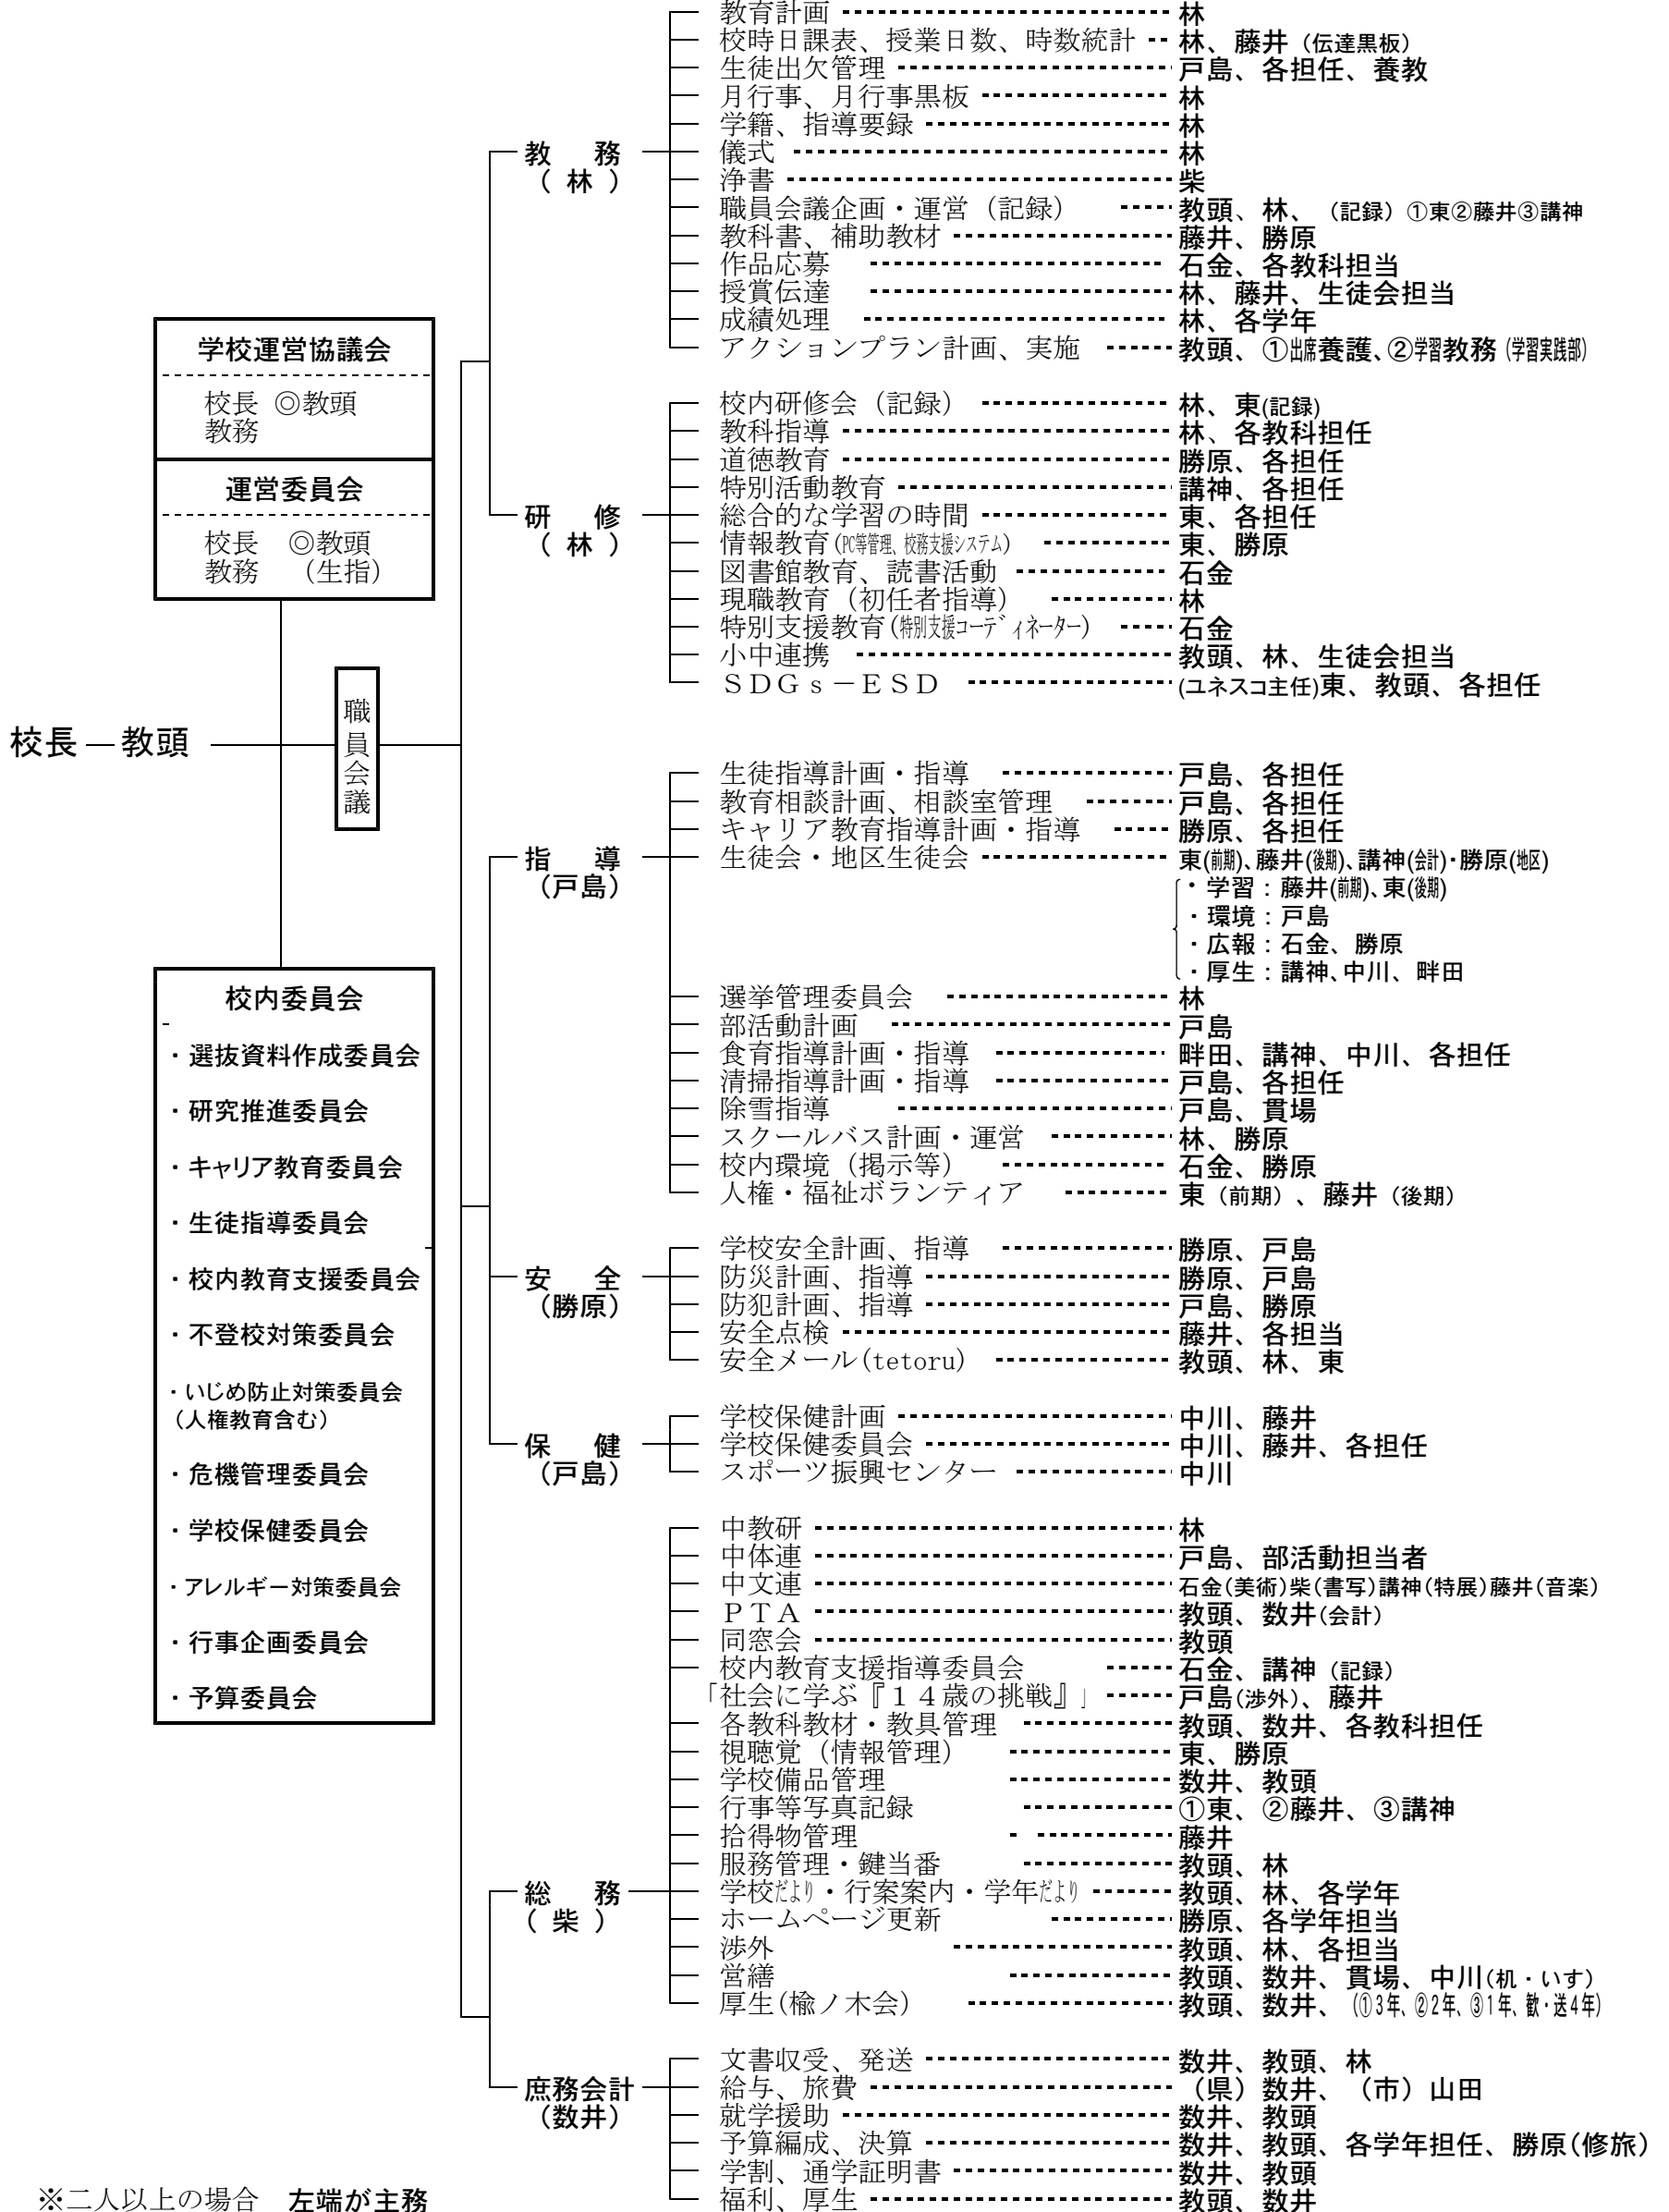 校長 教頭
職員会議
学校運営協議会
校長 ◎教頭
教務
運営委員会
校長 ◎教頭
教務 （生指）
校内委員会
・選抜資料作成委員会
・研究推進委員会
・キャリア教育委員会
・生徒指導委員会
・校内教育支援委員会
・不登校対策委員会
・いじめ防止対策委員会
（人権教育含む）
・危機管理委員会
・学校保健委員会
・アレルギー対策委員会
・行事企画委員会
・予算委員会
教 務
（ 林 ）
教育計画 林
校時日課表、授業日数、時数統計 林、藤井（伝達黒板）
生徒出欠管理 戸島、各担任、養教
月行事、月行事黒板 林
学籍、指導要録 林
儀式 林
浄書 柴
職員会議企画・運営（記録） 教頭、林、（記録）①東②藤井③講神
教科書、補助教材 藤井、勝原
作品応募 石金、各教科担当
授賞伝達 林、藤井、生徒会担当
成績処理 林、各学年
アクションプラン計画、実施 教頭、①出席養護、②学習教務（学習実践部）
研 修
（ 林 ）
校内研修会（記録） 林、東(記録)
教科指導 林、各教科担任
道徳教育 勝原、各担任
特別活動教育 講神、各担任
総合的な学習の時間 東、各担任
情報教育(PC等管理、校務支援システム) 東、勝原
図書館教育、読書活動 石金
現職教育（初任者指導） 林
特別支援教育(特別支援コーディネーター) 石金
小中連携 教頭、林、生徒会担当
ＳＤＧｓ－ＥＳＤ (ユネスコ主任)東、教頭、各担任
指 導
（戸島）
生徒指導計画・指導 戸島、各担任
教育相談計画、相談室管理 戸島、各担任
キャリア教育指導計画・指導 勝原、各担任
生徒会・地区生徒会 東(前期)、藤井(後期)、講神(会計)・勝原(地区)
・学習：藤井(前期)、東(後期)
・環境：戸島
・広報：石金、勝原
・厚生：講神、中川、畔田
選挙管理委員会 林
部活動計画 戸島
食育指導計画・指導 畔田、講神、中川、各担任
清掃指導計画・指導 戸島、各担任
除雪指導 戸島、貫場
スクールバス計画・運営 林、勝原
校内環境（掲示等） 石金、勝原
人権・福祉ボランティア 東（前期）、藤井（後期）
安 全
（勝原）
学校安全計画、指導 勝原、戸島
防災計画、指導 勝原、戸島
防犯計画、指導 戸島、勝原
安全点検 藤井、各担当
安全メール(tetoru) 教頭、林、東
保 健
（戸島）
学校保健計画 中川、藤井
学校保健委員会 中川、藤井、各担任
スポーツ振興センター 中川
総 務
（ 柴 ）
中教研 林
中体連 戸島、部活動担当者
中文連 石金（美術）柴（書写）講神（特展）藤井（音楽）
ＰＴＡ 教頭、数井（会計）
同窓会 教頭
校内教育支援指導委員会 石金、講神（記録）
「社会に学ぶ『１４歳の挑戦』」 戸島(渉外)、藤井
各教科教材・教具管理 教頭、数井、各教科担任
視聴覚（情報管理） 東、勝原
学校備品管理 数井、教頭
行事等写真記録 ①東、②藤井、③講神
拾得物管理 藤井
服務管理・鍵当番 教頭、林
学校だより・行案案内・学年だより 教頭、林、各学年
ホームページ更新 勝原、各学年担当
渉外 教頭、林、各担当
営繕 教頭、数井、貫場、中川（机・いす）
厚生(楡ノ木会) 教頭、数井、（①３年、②２年、③１年、歓・送４年）
庶務会計
（数井）
文書収受、発送 数井、教頭、林
給与、旅費 （県）数井、（市）山田
就学援助 数井、教頭
予算編成、決算 数井、教頭、各学年担任、勝原（修旅）
学割、通学証明書 数井、教頭
福利、厚生 教頭、数井
※二人以上の場合 左端が主務